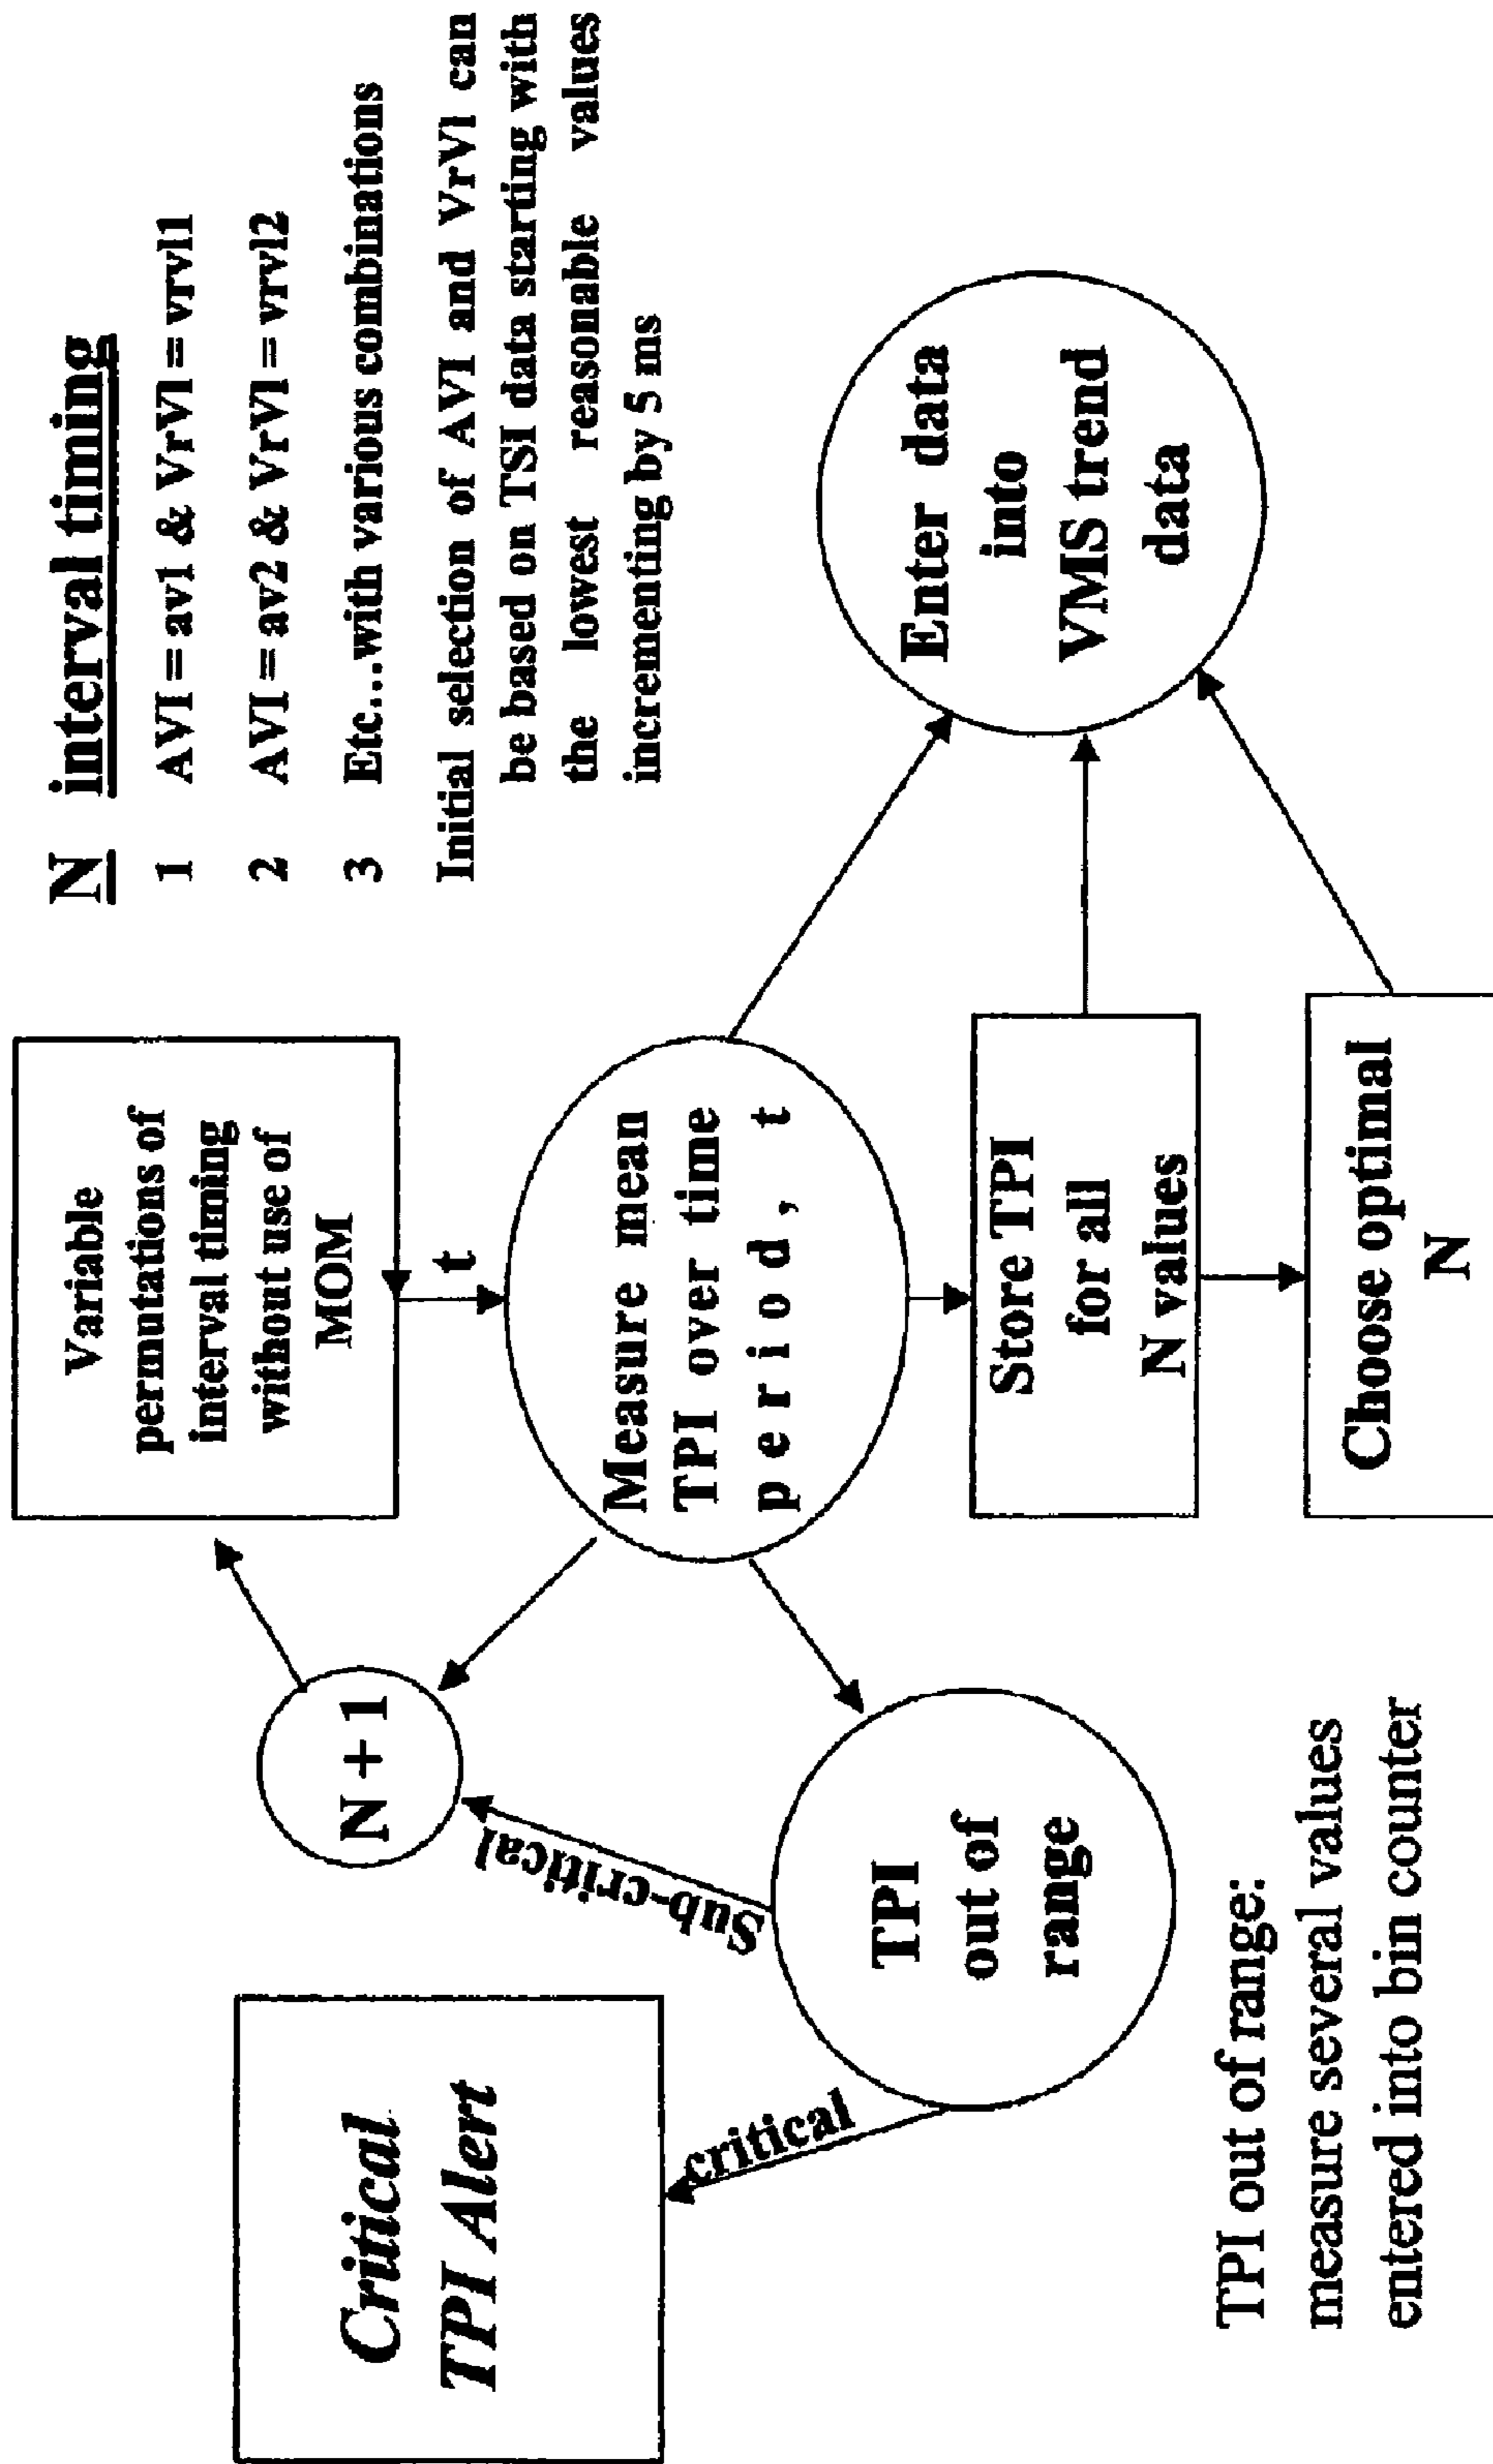 Critical
TPI Alert
critical
Sub-critical
TPI
out of
range
TPI out of range:
measure several values
entered into bin counter
N + 1
Variable
permutations of
interval timing
without use of
MOM
t
Measure mean
TPI over time
period, t
Store TPI
for all
N values
Choose optimal
N
N interval timing
1 AVI = av1 & VrV1 = vrvl1
2 AVI = av2 & VrV1 = vrvl2
3 Etc...with various combinations
Initial selection of AVI and VrV1 can
be based on TSI data starting with
the lowest reasonable values
incrementing by 5 ms
Enter data
into
VMS trend
data